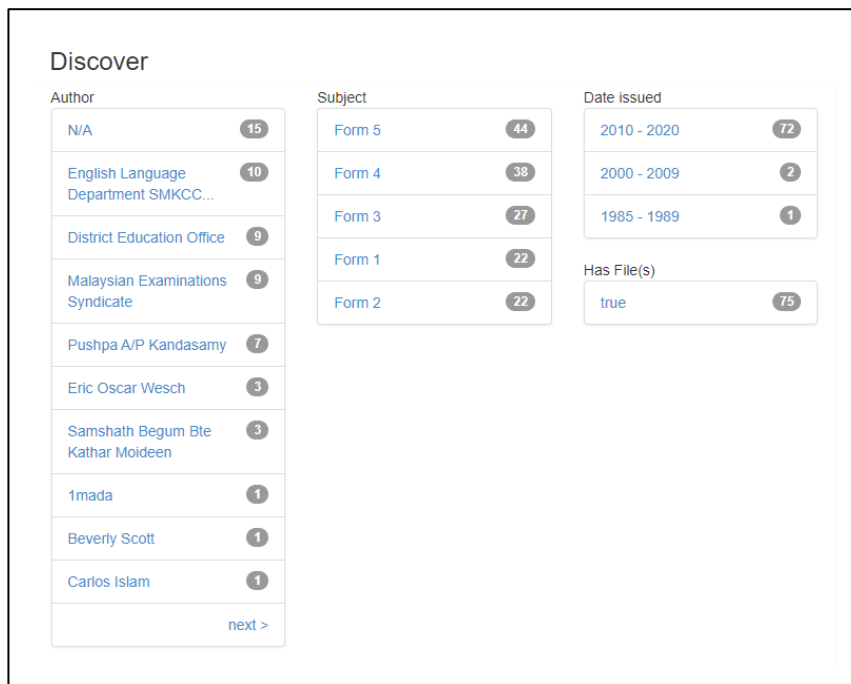 Discover
Author
N/A 15
English Language 10
Department SMKCC...
District Education Office 9
Malaysian Examinations 9
Syndicate
Pushpa A/P Kandasamy 7
Eric Oscar Wesch 3
Samshath Begum Bte 3
Kathar Moideen
1mada 1
Beverly Scott 1
Carlos Islam 1
next >
Subject
Form 5 44
Form 4 38
Form 3 27
Form 1 22
Form 2 22
Date issued
2010 - 2020 72
2000 - 2009 2
1985 - 1989 1
Has File(s)
true 75